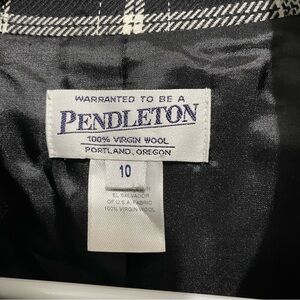 WARRANTED TO BE A
PENDLETON
100% VIRGIN WOOL
PORTLAND, OREGON
10
EL SALVADOR
OF U.S.A. FABRIC
100% VIRGIN WOOL